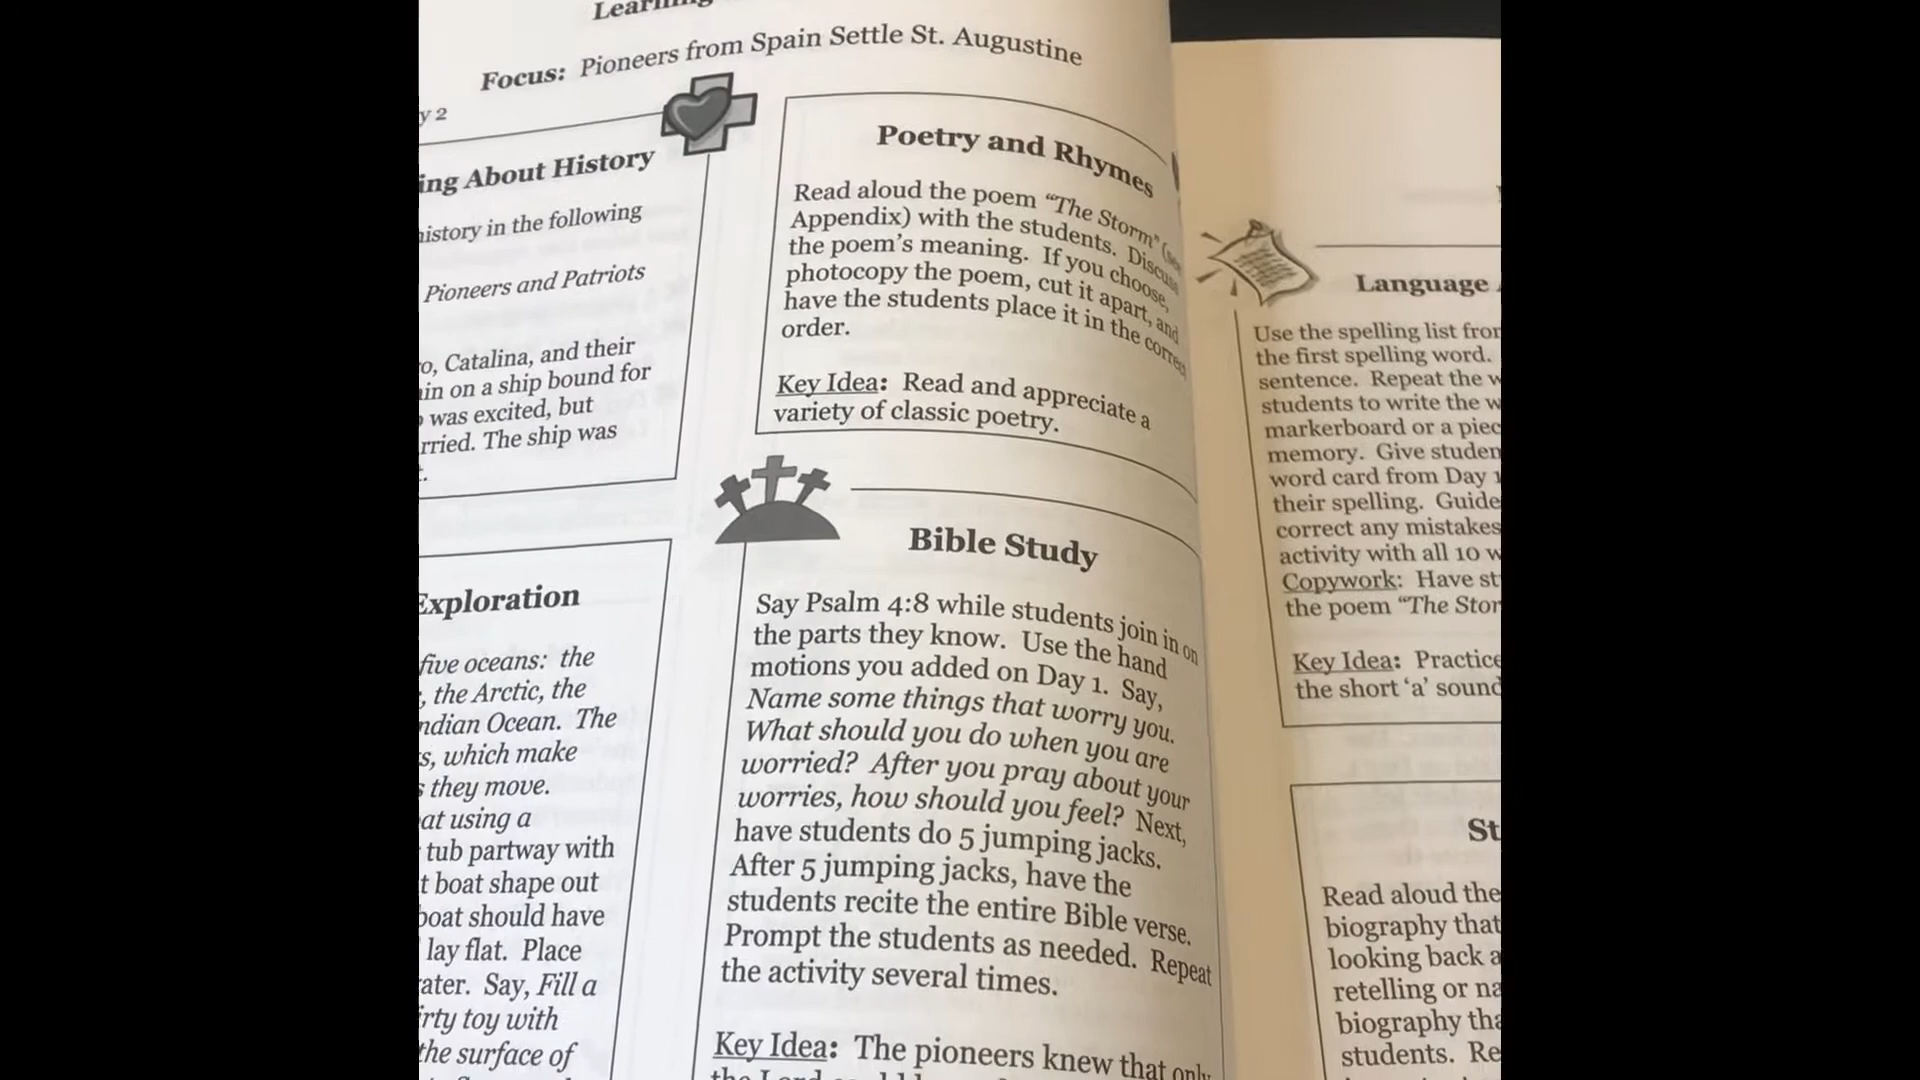 Learning
Focus: Pioneers from Spain Settle St. Augustine
y 2
ing About History
history in the following
Pioneers and Patriots
o, Catalina, and their
in on a ship bound for
was excited, but
rried. The ship was
t.
Exploration
five oceans: the
, the Arctic, the
ndian Ocean. The
s, which make
s they move.
at using a
tub partway with
t boat shape out
boat should have
lay flat. Place
ater. Say, Fill a
irty toy with
the surface of
Poetry and Rhymes
Read aloud the poem “The Storm” (see
Appendix) with the students. Discuss
the poem’s meaning. If you choose,
photocopy the poem, cut it apart, and
have the students place it in the correct
order.
Key Idea: Read and appreciate a
variety of classic poetry.
Bible Study
Say Psalm 4:8 while students join in on
the parts they know. Use the hand
motions you added on Day 1. Say,
Name some things that worry you.
What should you do when you are
worried? After you pray about your
worries, how should you feel? Next,
have students do 5 jumping jacks.
After 5 jumping jacks, have the
students recite the entire Bible verse.
Prompt the students as needed. Repeat
the activity several times.
Key Idea: The pioneers knew that only
the Lord
Language
Use the spelling list from
the first spelling word.
sentence. Repeat the w
students to write the w
markerboard or a piec
memory. Give studen
word card from Day 1
their spelling. Guide
correct any mistakes
activity with all 10 w
Copywork: Have st
the poem “The Stor
Key Idea: Practice
the short ‘a’ sound
St
Read aloud the
biography that
looking back a
retelling or na
biography tha
students. Re